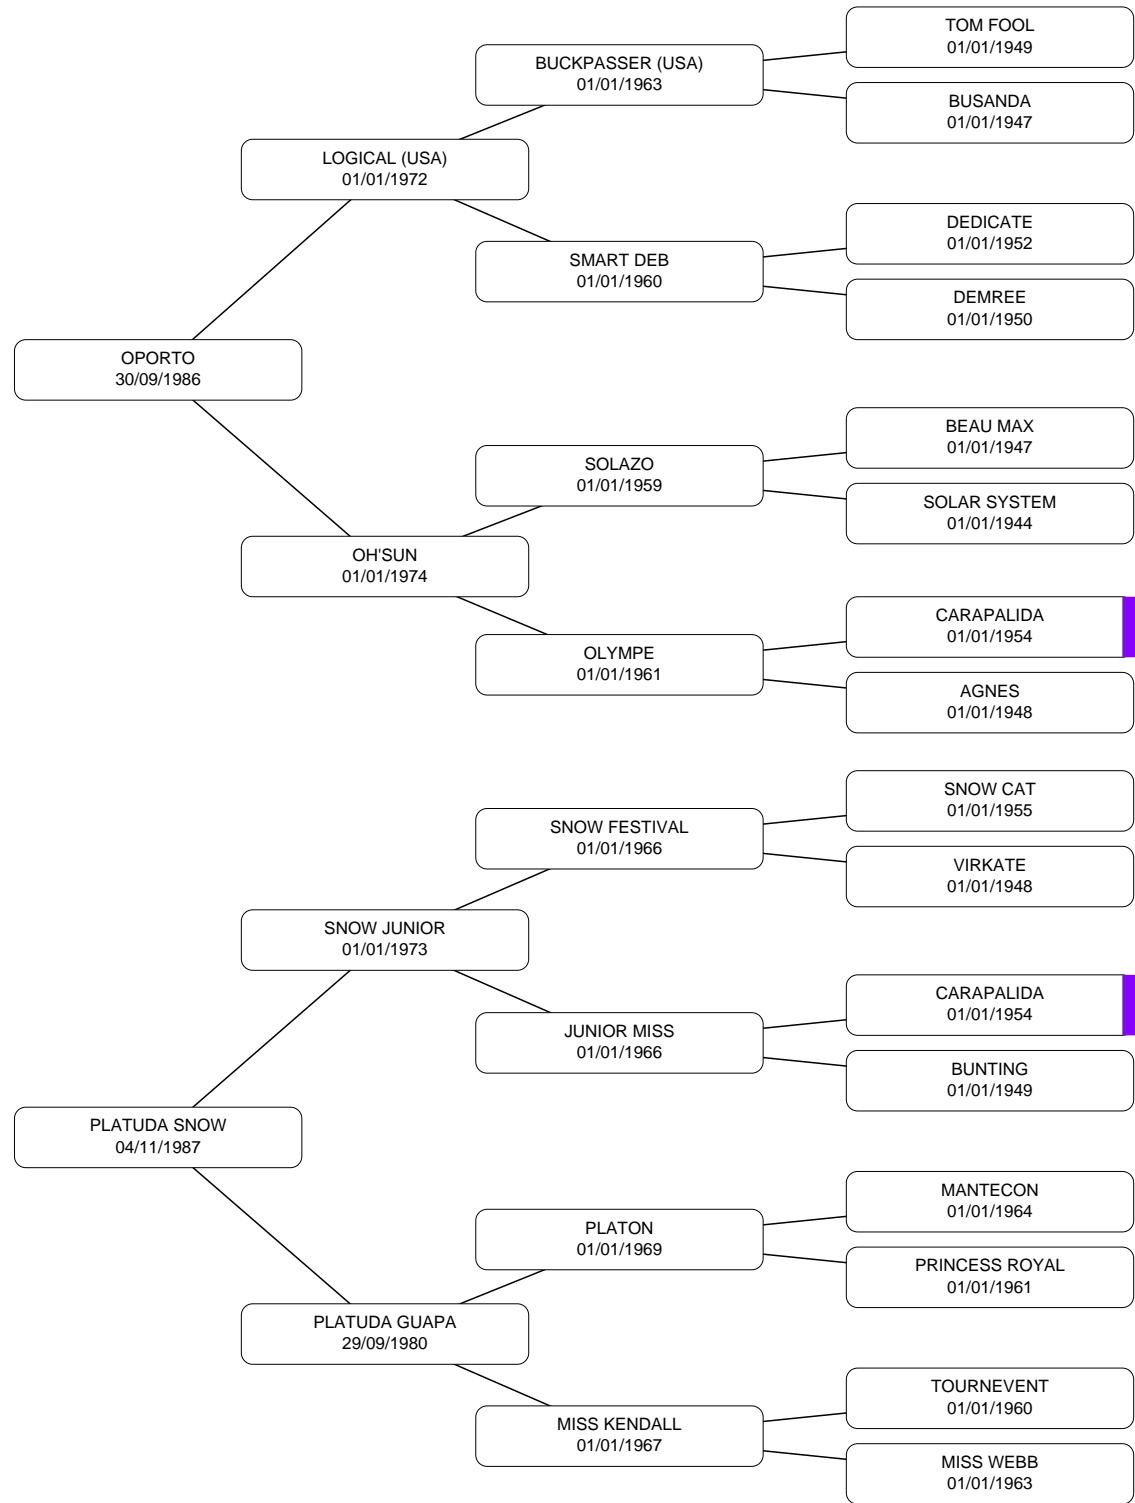 TOM FOOL
01/01/1949
BUCKPASSER (USA)
01/01/1963
BUSANDA
01/01/1947
LOGICAL (USA)
01/01/1972
DEDICATE
01/01/1952
SMART DEB
01/01/1960
DEMREE
01/01/1950
OPORTO
30/09/1986
BEAU MAX
01/01/1947
SOLAZO
01/01/1959
SOLAR SYSTEM
01/01/1944
OH'SUN
01/01/1974
CARAPALIDA
01/01/1954
OLYMPE
01/01/1961
AGNES
01/01/1948
SNOW CAT
01/01/1955
SNOW FESTIVAL
01/01/1966
VIRKATE
01/01/1948
SNOW JUNIOR
01/01/1973
CARAPALIDA
01/01/1954
JUNIOR MISS
01/01/1966
BUNTING
01/01/1949
PLATUDA SNOW
04/11/1987
MANTECON
01/01/1964
PLATON
01/01/1969
PRINCESS ROYAL
01/01/1961
PLATUDA GUAPA
29/09/1980
TOURNEVENT
01/01/1960
MISS KENDALL
01/01/1967
MISS WEBB
01/01/1963